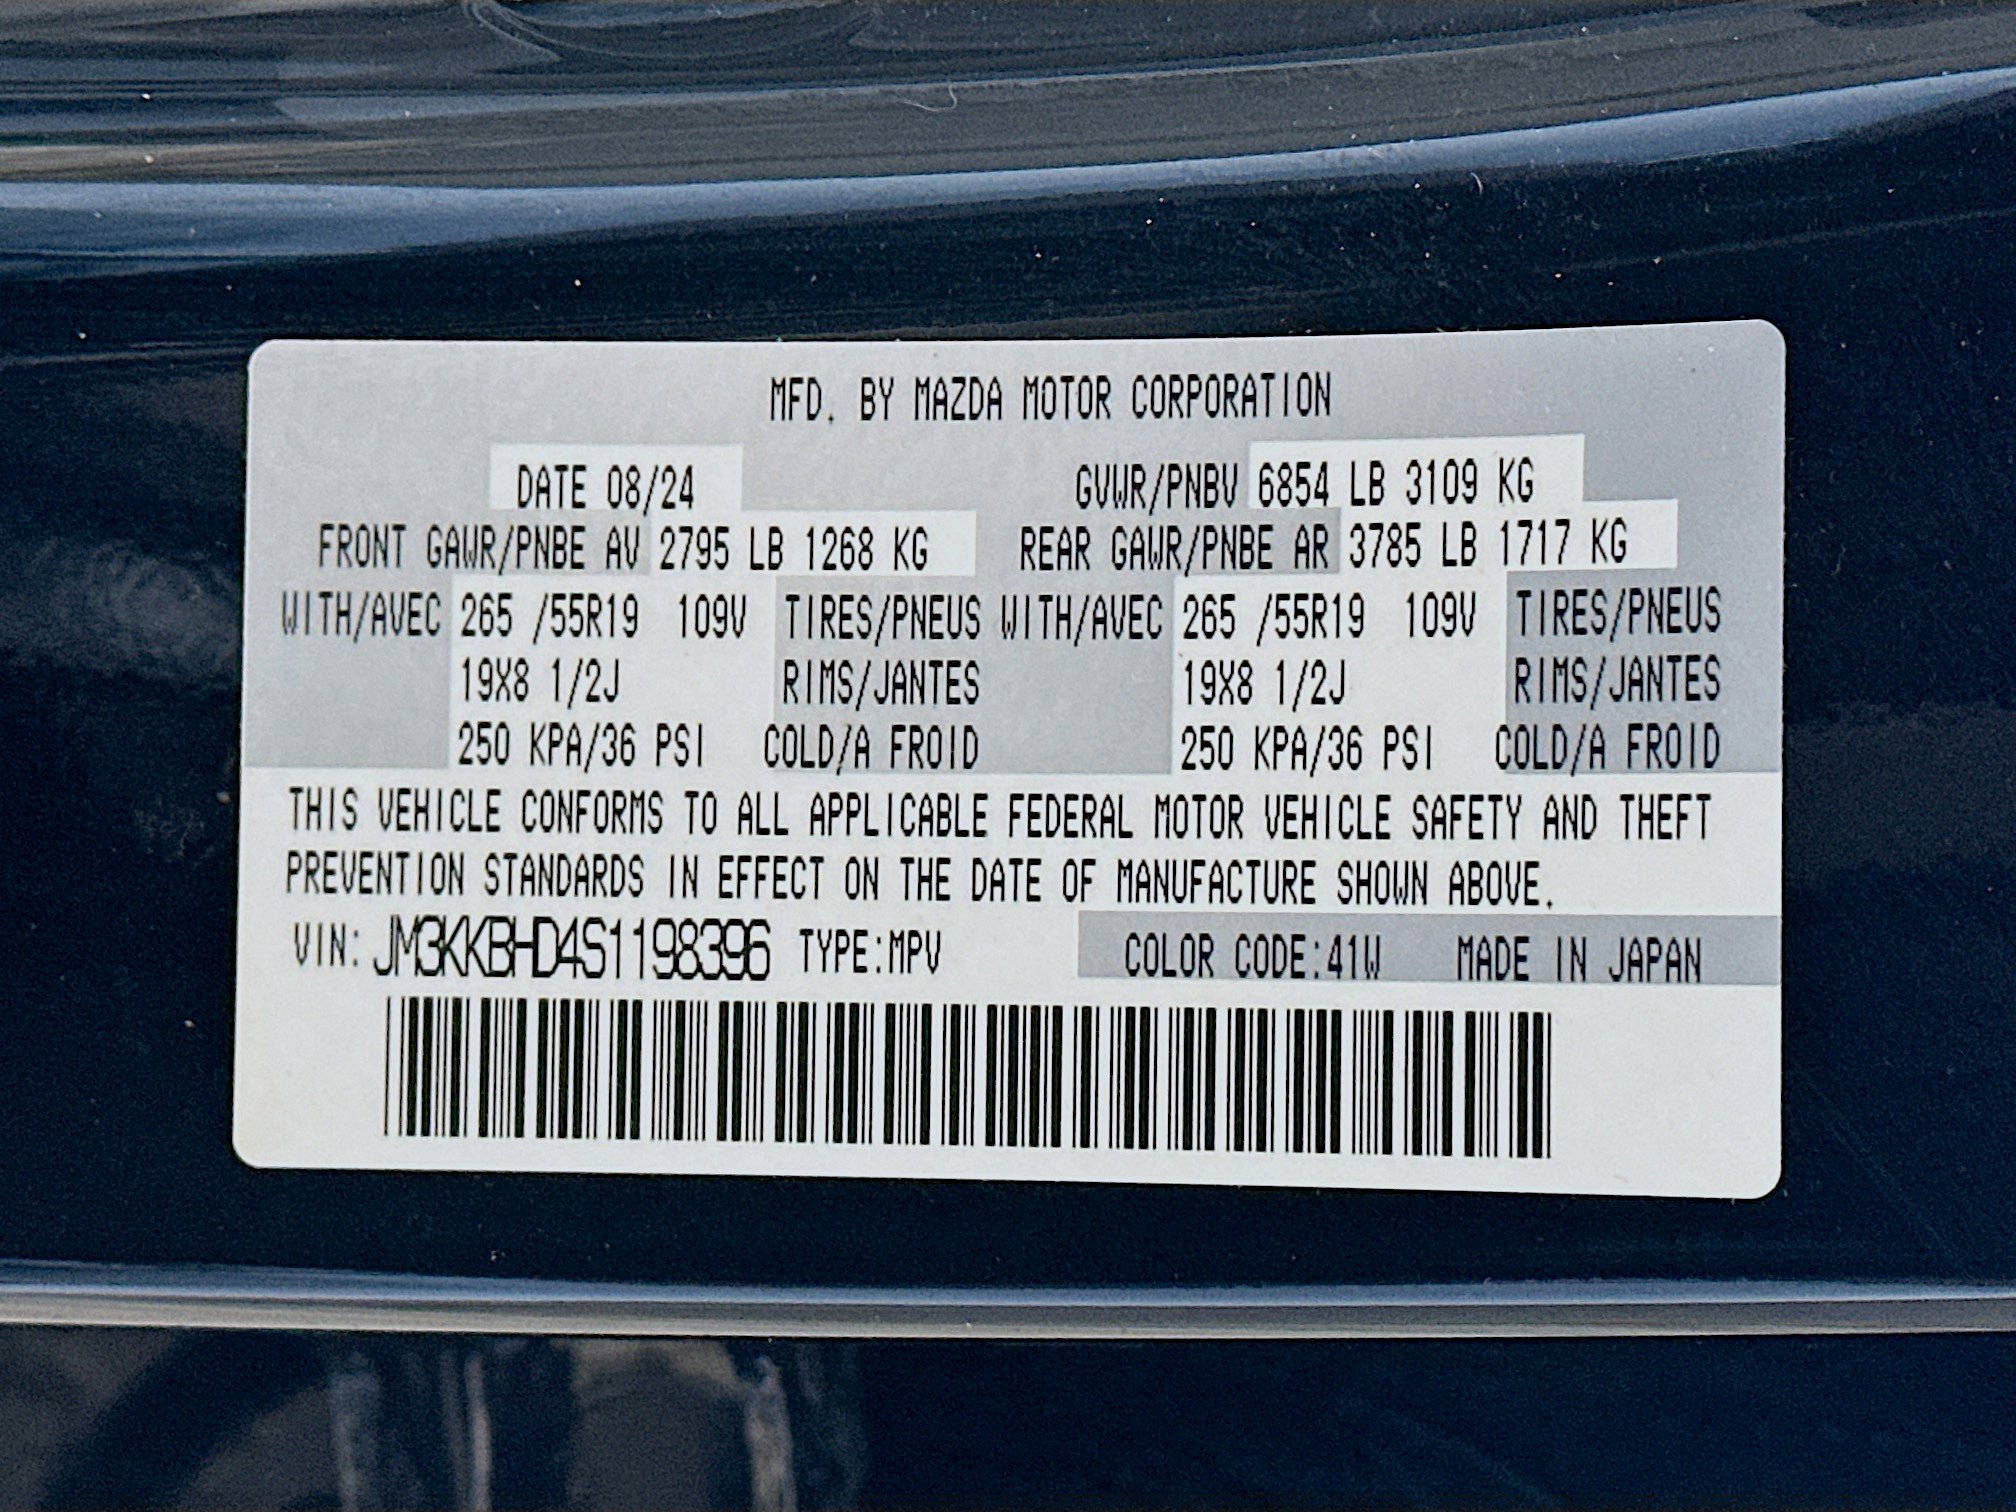 MFD. BY MAZDA MOTOR CORPORATION
DATE 08/24 GVWR/PNBV 6854 LB 3109 KG
FRONT GAWR/PNBE AV 2795 LB 1268 KG REAR GAWR/PNBE AR 3785 LB 1717 KG
WITH/AVEC 265 /55R19 109V TIRES/PNEUS WITH/AVEC 265 /55R19 109V TIRES/PNEUS
19X8 1/2J RIMS/JANTES 19X8 1/2J RIMS/JANTES
250 KPA/36 PSI COLD/A FROID 250 KPA/36 PSI COLD/A FROID
THIS VEHICLE CONFORMS TO ALL APPLICABLE FEDERAL MOTOR VEHICLE SAFETY AND THEFT
PREVENTION STANDARDS IN EFFECT ON THE DATE OF MANUFACTURE SHOWN ABOVE.
VIN: JM3KKBHD4S1198396 TYPE:MPV COLOR CODE:41W MADE IN JAPAN